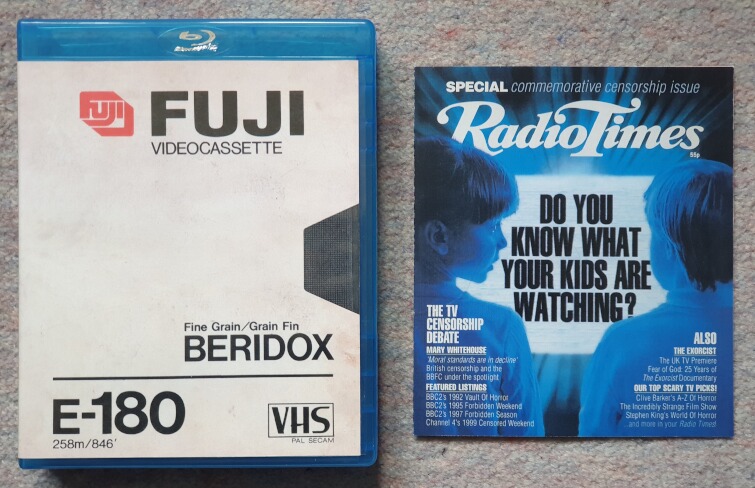 Blu-ray Disc
FUJI
FUJI
VIDEOCASSETTE
Fine Grain/Grain Fin
BERIDOX
E-180
258m/846'
VHS
PAL SECAM
SPECIAL commemorative censorship issue
RadioTimes
55p
DO YOU
KNOW WHAT
YOUR KIDS ARE
WATCHING?
THE TV
CENSORSHIP
DEBATE
MARY WHITEHOUSE
'Moral standards are in decline'
British censorship and the
BBFC under the spotlight
FEATURED LISTINGS
BBC2's 1992 Vault Of Horror
BBC2's 1995 Forbidden Weekend
BBC2's 1997 Forbidden Season
Channel 4's 1999 Censored Weekend
ALSO
THE EXORCIST
The UK TV Premiere
Fear of God: 25 Years of
The Exorcist Documentary
OUR TOP SCARY TV PICKS!
Clive Barker's A-Z Of Horror
The Incredibly Strange Film Show
Stephen King's World Of Horror
...and more in your Radio Times!